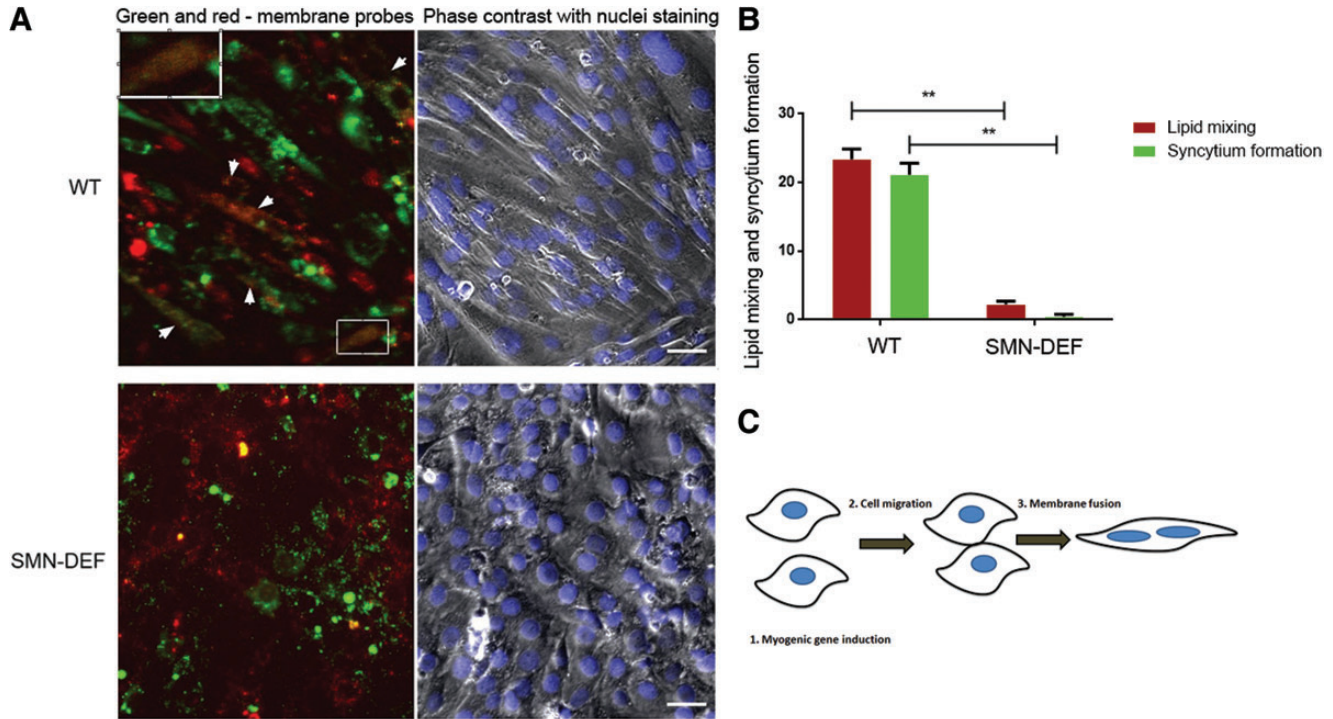 A
Green and red - membrane probes
Phase contrast with nuclei staining
WT
SMN-DEF
B
Lipid mixing and syncytium formation
30
20
10
0
**
**
WT
SMN-DEF
Lipid mixing
Syncytium formation
C
2. Cell migration
3. Membrane fusion
1. Myogenic gene induction